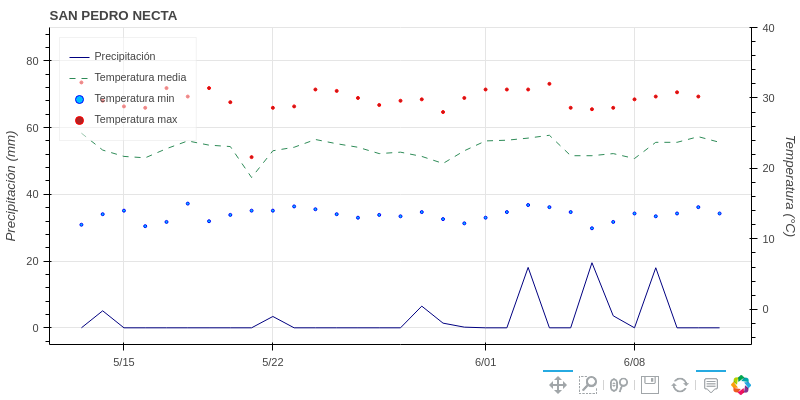 SAN PEDRO NECTA
Precipitación
Temperatura media
Temperatura min
Temperatura max
Precipitación (mm)
80
60
40
20
0
Temperatura (°C)
40
30
20
10
0
5/15
5/22
6/01
6/08